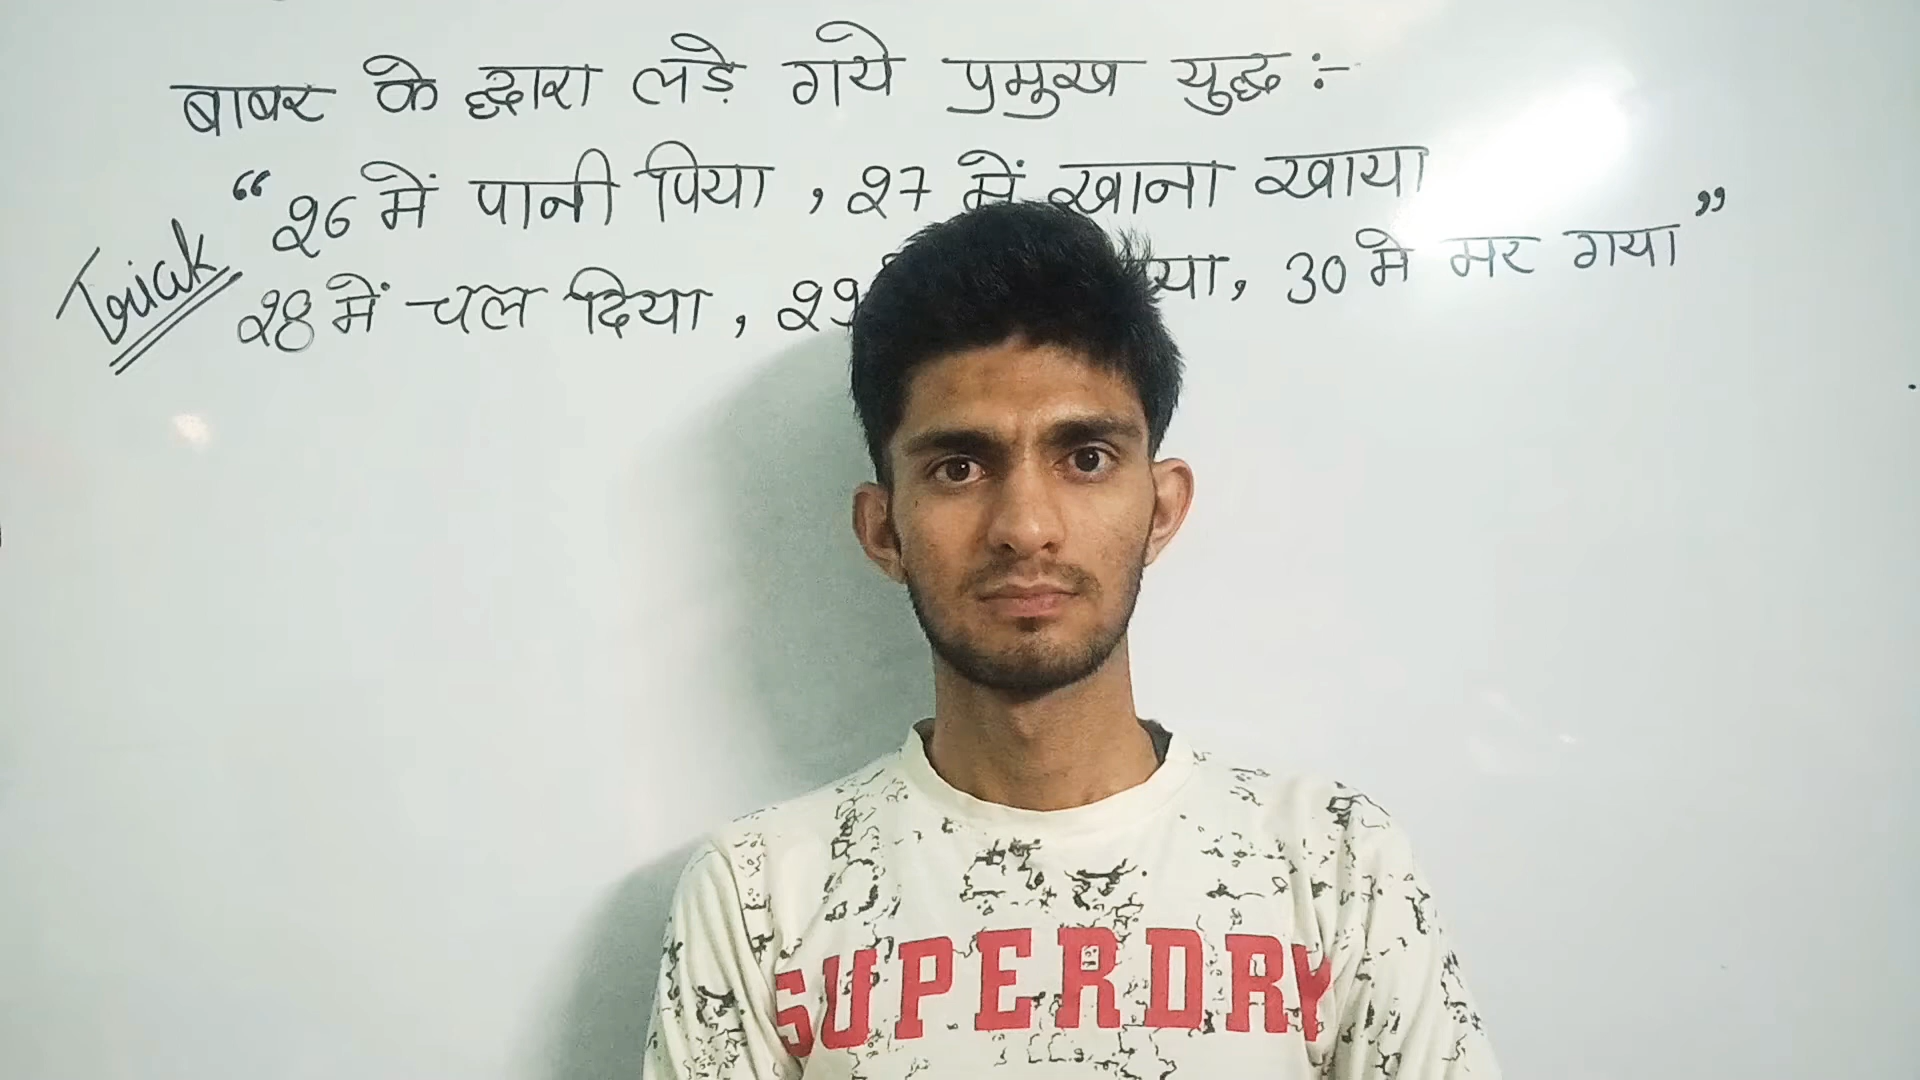 बाबर के द्वारा लड़े गये प्रमुख युद्ध :-
Trick
“26 में पानी पिया , 27 में खाना खाया
28 में चल दिया , 29 या, 30 मे मर गया”
SUPERDRY